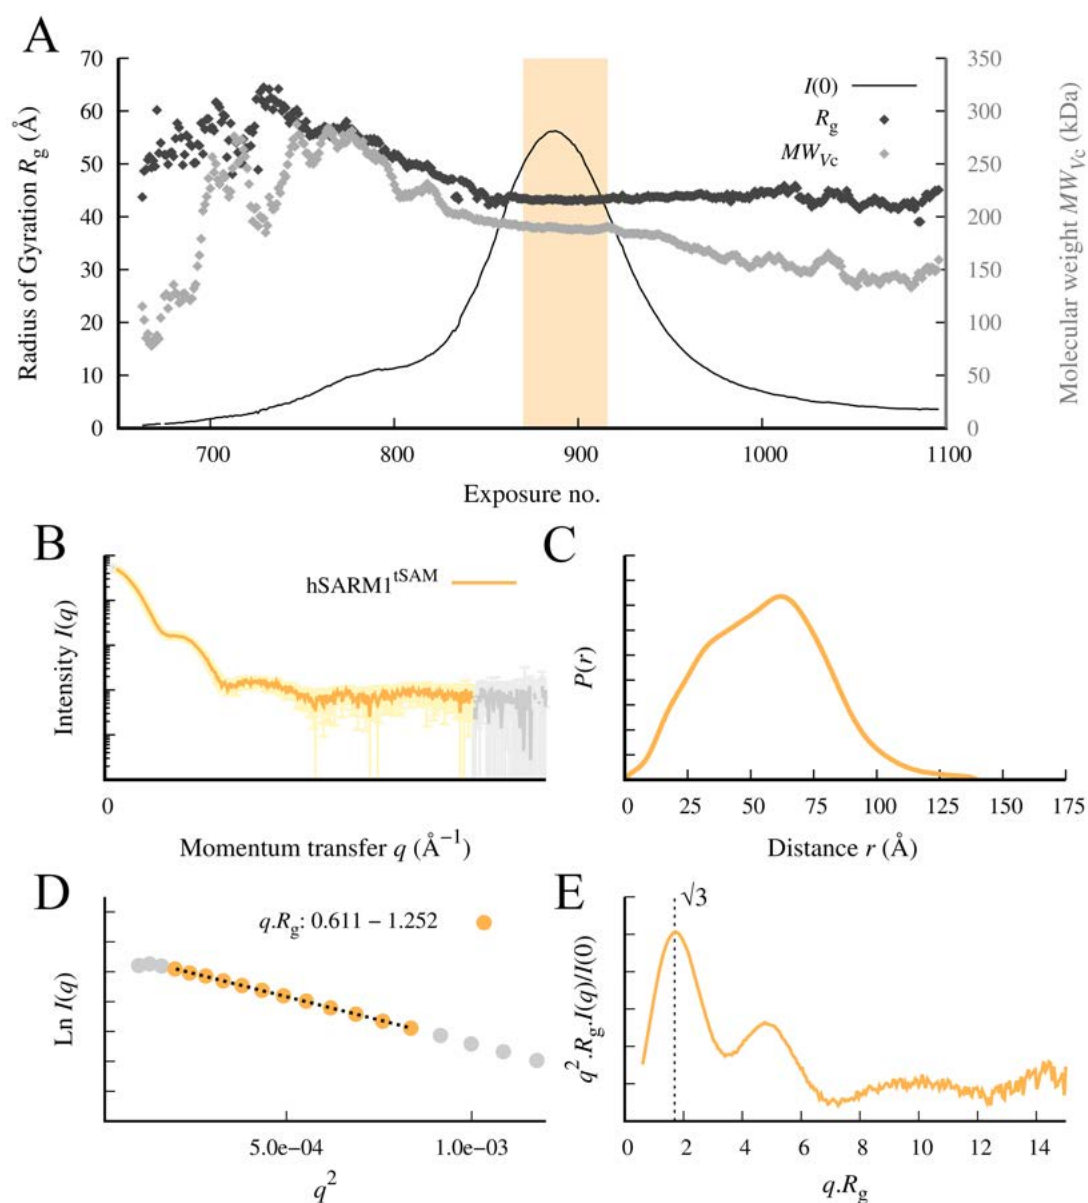 A
Radius of Gyration Rg (Å)
70
60
50
40
30
20
10
0
I(0)
Rg
MWVc
350
300
250
200
150
100
50
0
Molecular weight MWVc (kDa)
700 800 900 1000 1100
Exposure no.
B
Intensity I(q)
hSARM1tSAM
0
Momentum transfer q (Å−1)
C
P(r)
0 25 50 75 100 125 150 175
Distance r (Å)
D
Ln I(q)
q.Rg: 0.611 − 1.252
5.0e−04 1.0e−03
q2
E
q2.Rg.I(q)/I(0)
√3
0 2 4 6 8 10 12 14
q.Rg